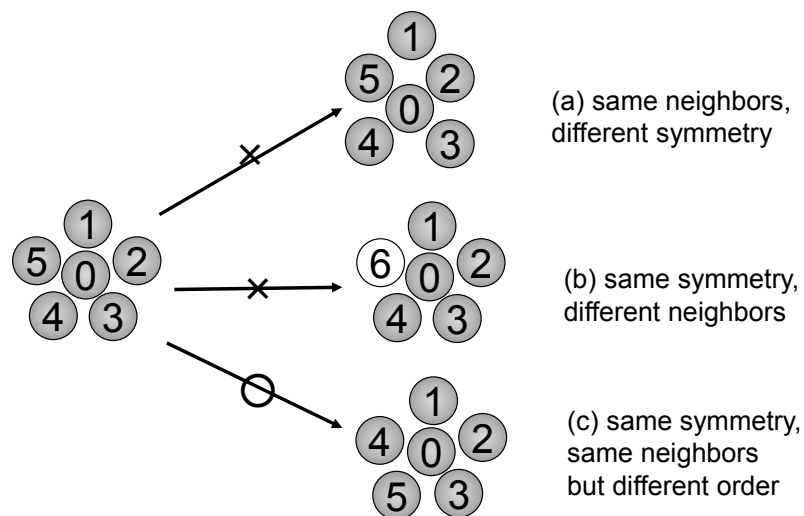 1
5 2
0
4 3
(a) same neighbors,
different symmetry
1
5 2
0
4 3
1
6 2
0
4 3
(b) same symmetry,
different neighbors
1
4 2
0
5 3
(c) same symmetry,
same neighbors
but different order